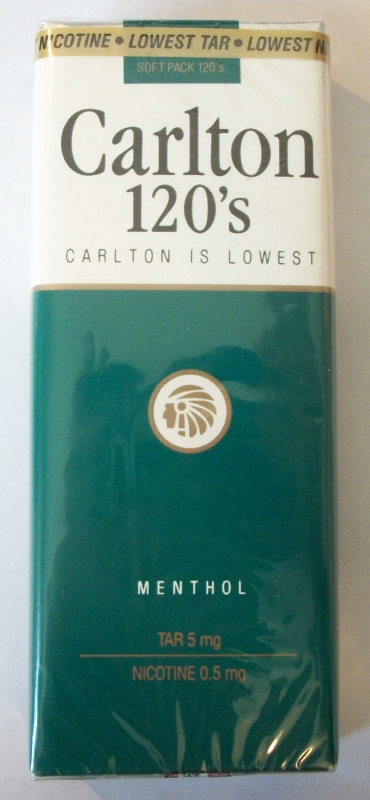 NICOTINE • LOWEST TAR • LOWEST N
SOFT PACK 120's
Carlton
120's
CARLTON IS LOWEST
MENTHOL
TAR 5 mg
NICOTINE 0.5 mg